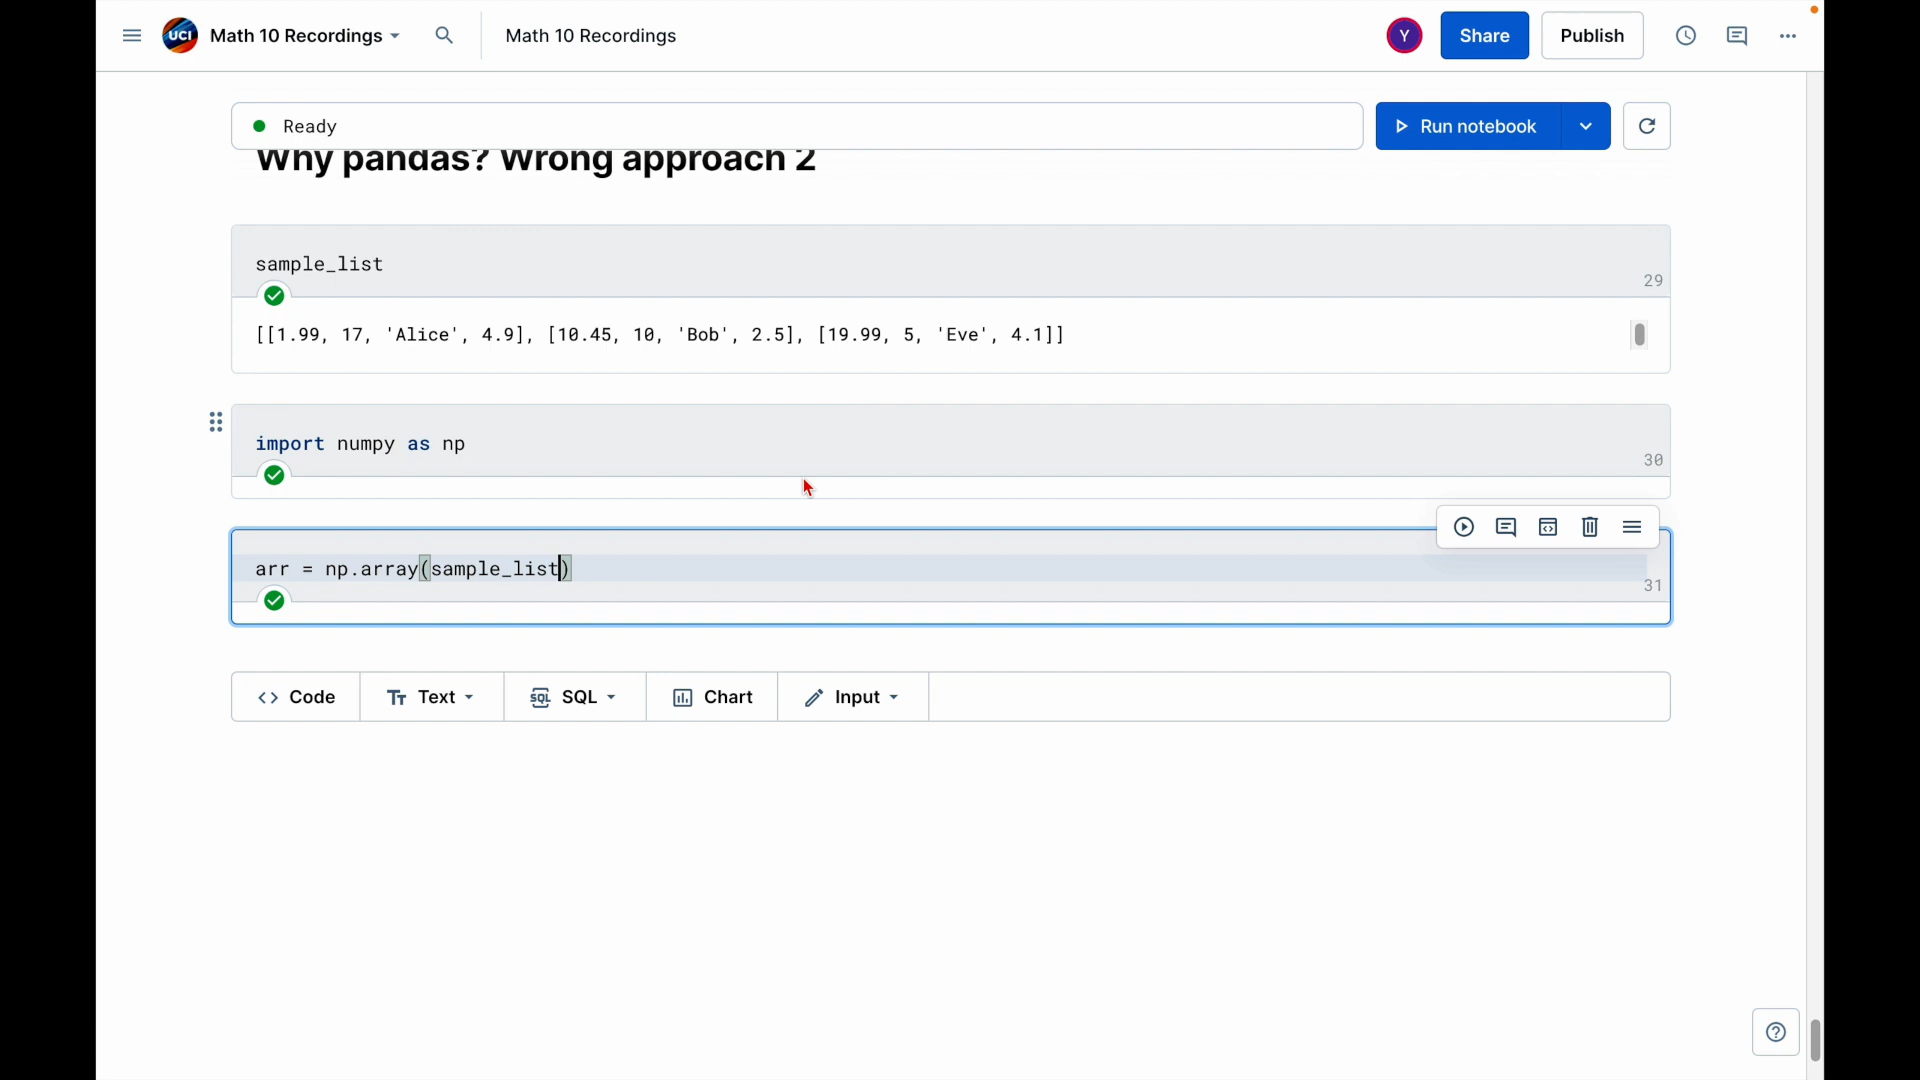 UCI Math 10 Recordings
Math 10 Recordings
Y
Share
Publish
Ready
Run notebook
Why pandas? Wrong approach 2
sample_list
29
[[1.99, 17, 'Alice', 4.9], [10.45, 10, 'Bob', 2.5], [19.99, 5, 'Eve', 4.1]]
import numpy as np
30
arr = np.array(sample_list)
31
Code
Text
SQL
Chart
Input